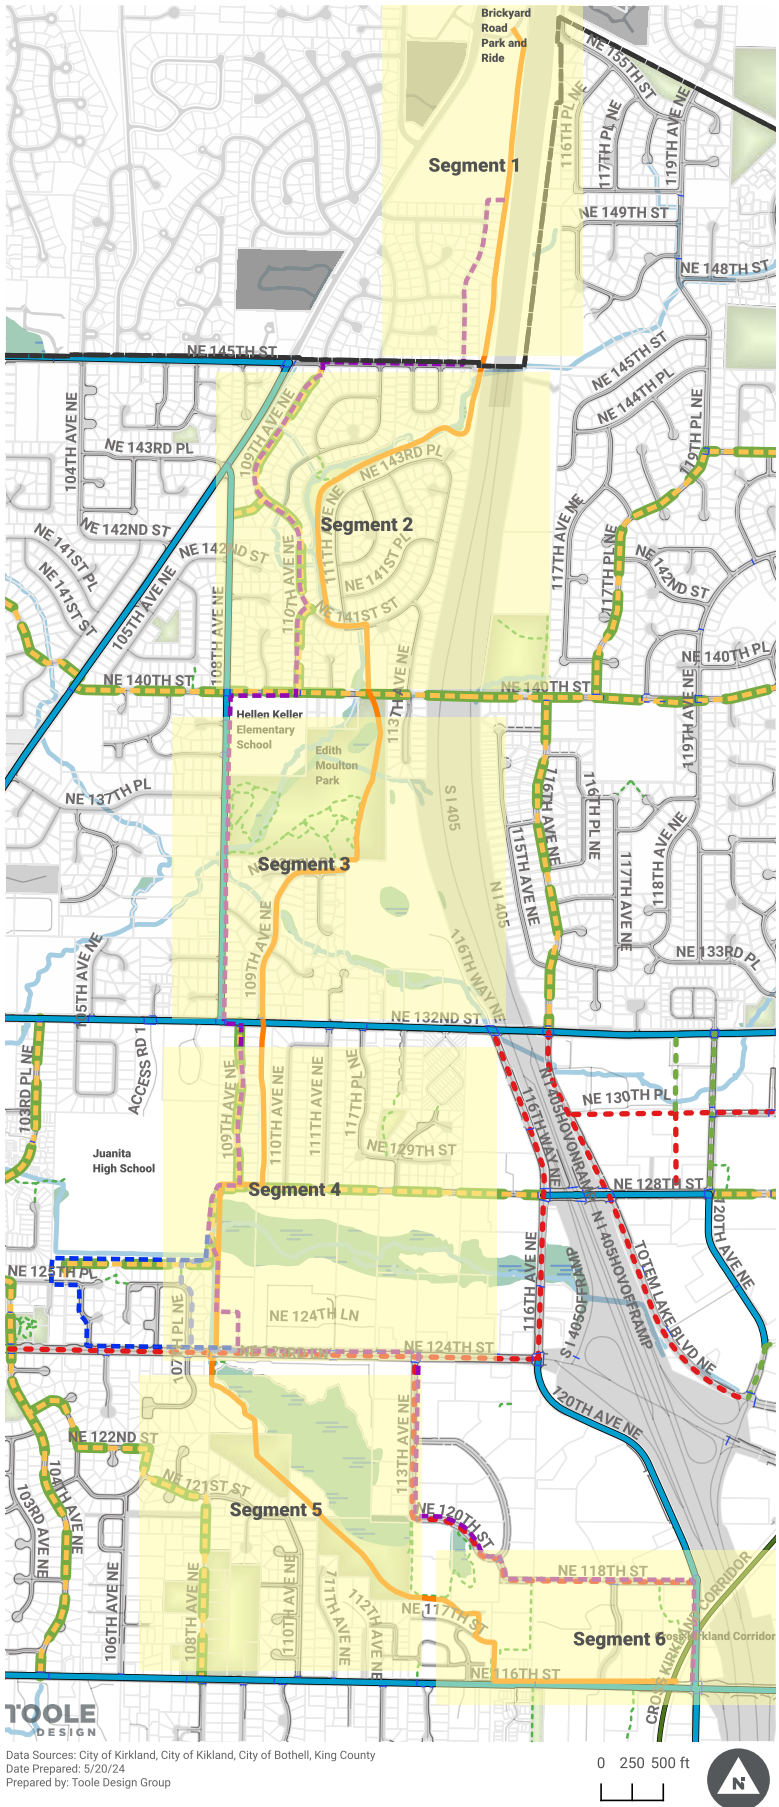 Brickyard
Road
Park and
Ride
NE 155TH ST
116TH PL NE
117TH PL NE
119TH AVE NE
Segment 1
NE 149TH ST
NE 148TH ST
NE 145TH ST
NE 145TH ST
NE 144TH PL
104TH AVE NE
109TH AVE NE
NE 143RD PL
NE 143RD PL
119TH PL NE
111TH AVE NE
Segment 2
NE 142ND ST
NE 142ND ST
NE 141ST PL
NE 141ST ST
105TH AVE NE
108TH AVE NE
110TH AVE NE
NE 141ST PL
NE 141ST ST
117TH AVE NE
117TH PL NE
NE 142ND ST
NE 140TH PL
NE 140TH ST
NE 140TH ST
113TH AVE NE
119TH AVE NE
Hellen Keller
Elementary
School
Edith
Moulton
Park
NE 137TH PL
S I 405
N I 405
116TH AVE NE
116TH PL NE
115TH AVE NE
117TH AVE NE
118TH AVE NE
Segment 3
109TH AVE NE
105TH AVE NE
116TH WAY NE
NE 133RD PL
NE 132ND ST
103RD PL NE
ACCESS RD 1
109TH AVE NE
110TH AVE NE
111TH AVE NE
117TH PL NE
NE 129TH ST
116TH WAY NE
N I 405HOVONRAMP
NE 130TH PL
Juanita
High School
Segment 4
NE 128TH ST
120TH AVE NE
N I 405HOVOFFRAMP
TOTEM LAKE BLVD NE
116TH AVE NE
S I 405OFFRAMP
NE 125TH PL
107TH PL NE
NE 124TH LN
NE 124TH ST
120TH AVE NE
113TH AVE NE
NE 122ND ST
NE 121ST ST
104TH AVE NE
103RD AVE NE
Segment 5
NE 120TH ST
106TH AVE NE
108TH AVE NE
110TH AVE NE
111TH AVE NE
112TH AVE NE
NE 117TH ST
NE 118TH ST
Segment 6
Cross Kirkland Corridor
CROSS KIRKLAND CORRIDOR
NE 116TH ST
TOOLE
DESIGN
Data Sources: City of Kirkland, City of Kikland, City of Bothell, King County
Date Prepared: 5/20/24
Prepared by: Toole Design Group
0 250 500 ft
N